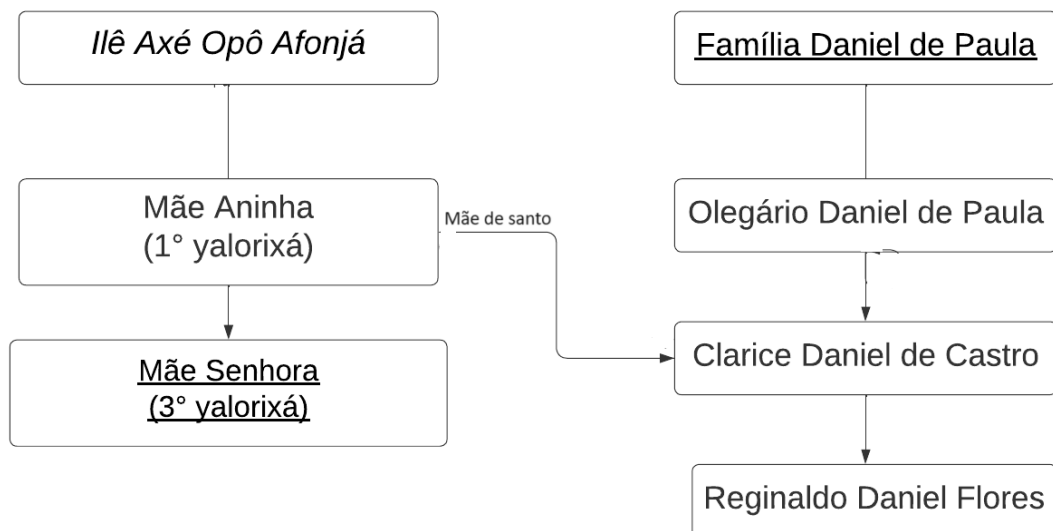 Ilê Axé Opô Afonjá
Mãe Aninha
(1° yalorixá)
Mãe Senhora
(3° yalorixá)
Mãe de santo
Família Daniel de Paula
Olegário Daniel de Paula
Clarice Daniel de Castro
Reginaldo Daniel Flores